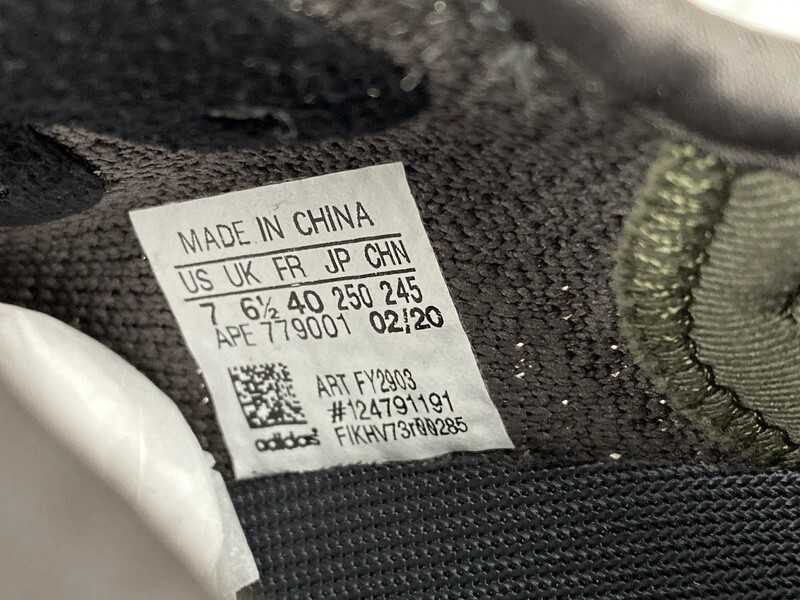 MADE IN CHINA
US UK FR JP CHN
7 6½ 40 250 245
APE 779001 02/20
ART FY2903
#124791191
adidas
FIKHV73r00285